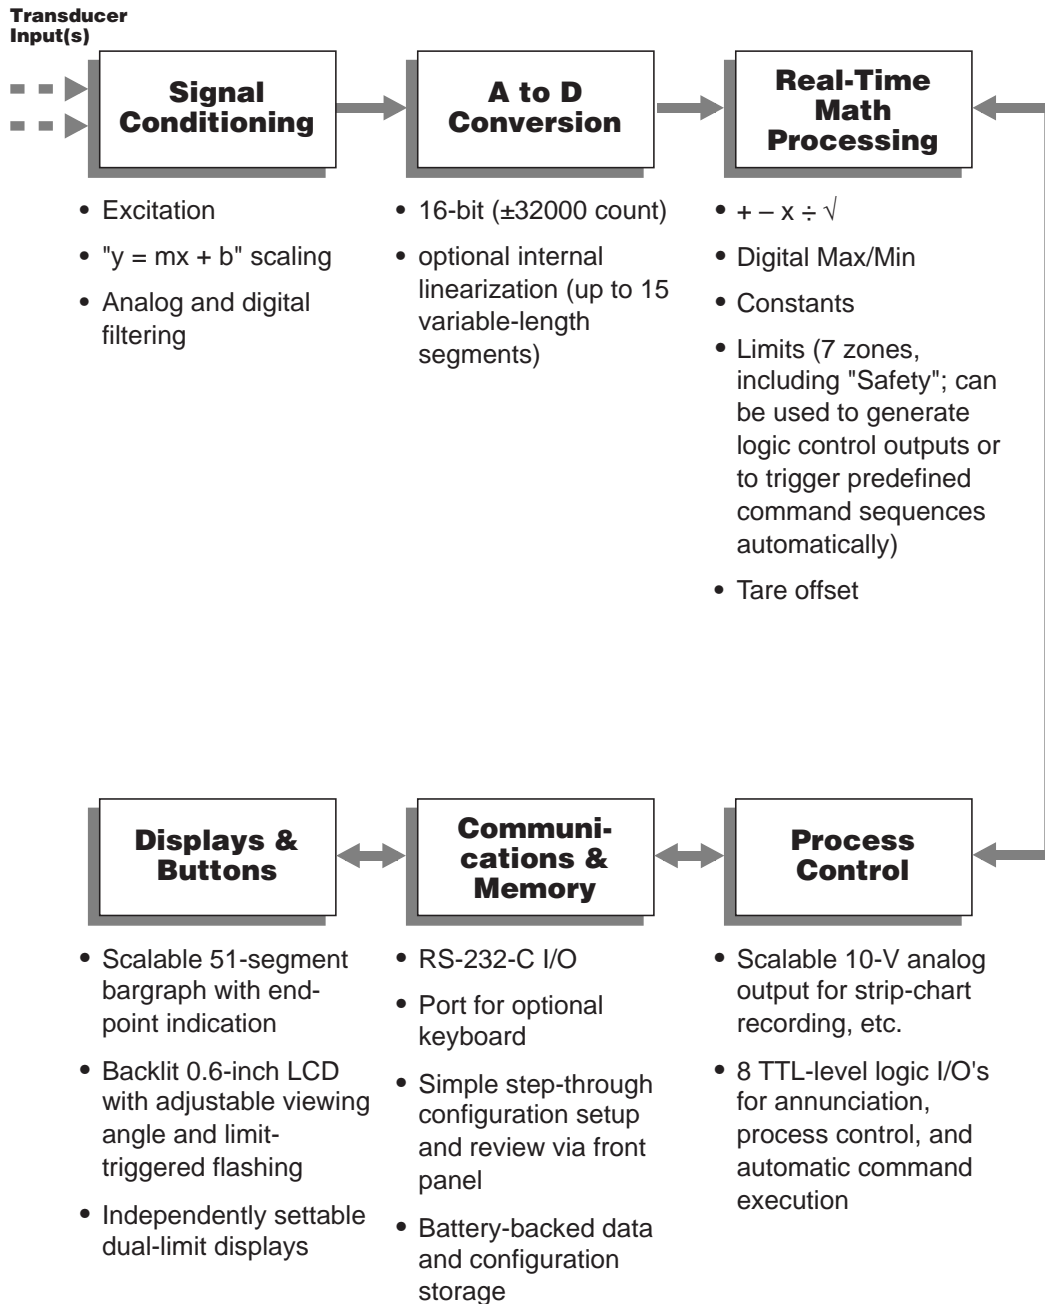 Transducer
Input(s)
Signal
Conditioning
• Excitation
• "y = mx + b" scaling
• Analog and digital
filtering
A to D
Conversion
• 16-bit (±32000 count)
• optional internal
linearization (up to 15
variable-length
segments)
Real-Time
Math
Processing
• + – x ÷ √
• Digital Max/Min
• Constants
• Limits (7 zones,
including "Safety"; can
be used to generate
logic control outputs or
to trigger predefined
command sequences
automatically)
• Tare offset
Displays &
Buttons
• Scalable 51-segment
bargraph with end-
point indication
• Backlit 0.6-inch LCD
with adjustable viewing
angle and limit-
triggered flashing
• Independently settable
dual-limit displays
Communi-
cations &
Memory
• RS-232-C I/O
• Port for optional
keyboard
• Simple step-through
configuration setup
and review via front
panel
• Battery-backed data
and configuration
storage
Process
Control
• Scalable 10-V analog
output for strip-chart
recording, etc.
• 8 TTL-level logic I/O's
for annunciation,
process control, and
automatic command
execution